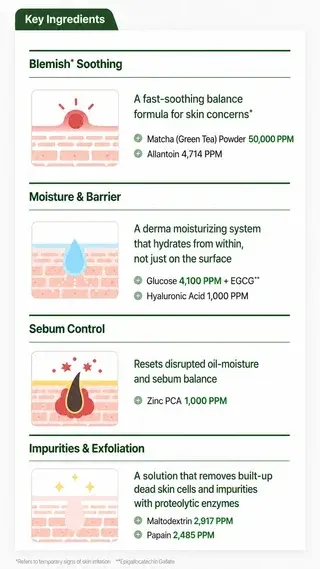 Key Ingredients
Blemish* Soothing
A fast-soothing balance
formula for skin concerns*
Matcha (Green Tea) Powder 50,000 PPM
Allantoin 4,714 PPM
Moisture & Barrier
A derma moisturizing system
that hydrates from within,
not just on the surface
Glucose 4,100 PPM + EGCG**
Hyaluronic Acid 1,000 PPM
Sebum Control
Resets disrupted oil-moisture
and sebum balance
Zinc PCA 1,000 PPM
Impurities & Exfoliation
A solution that removes built-up
dead skin cells and impurities
with proteolytic enzymes
Maltodextrin 2,917 PPM
Papain 2,485 PPM
*Refers to temporary signs of skin irritation **Epigallocatechin Gallate